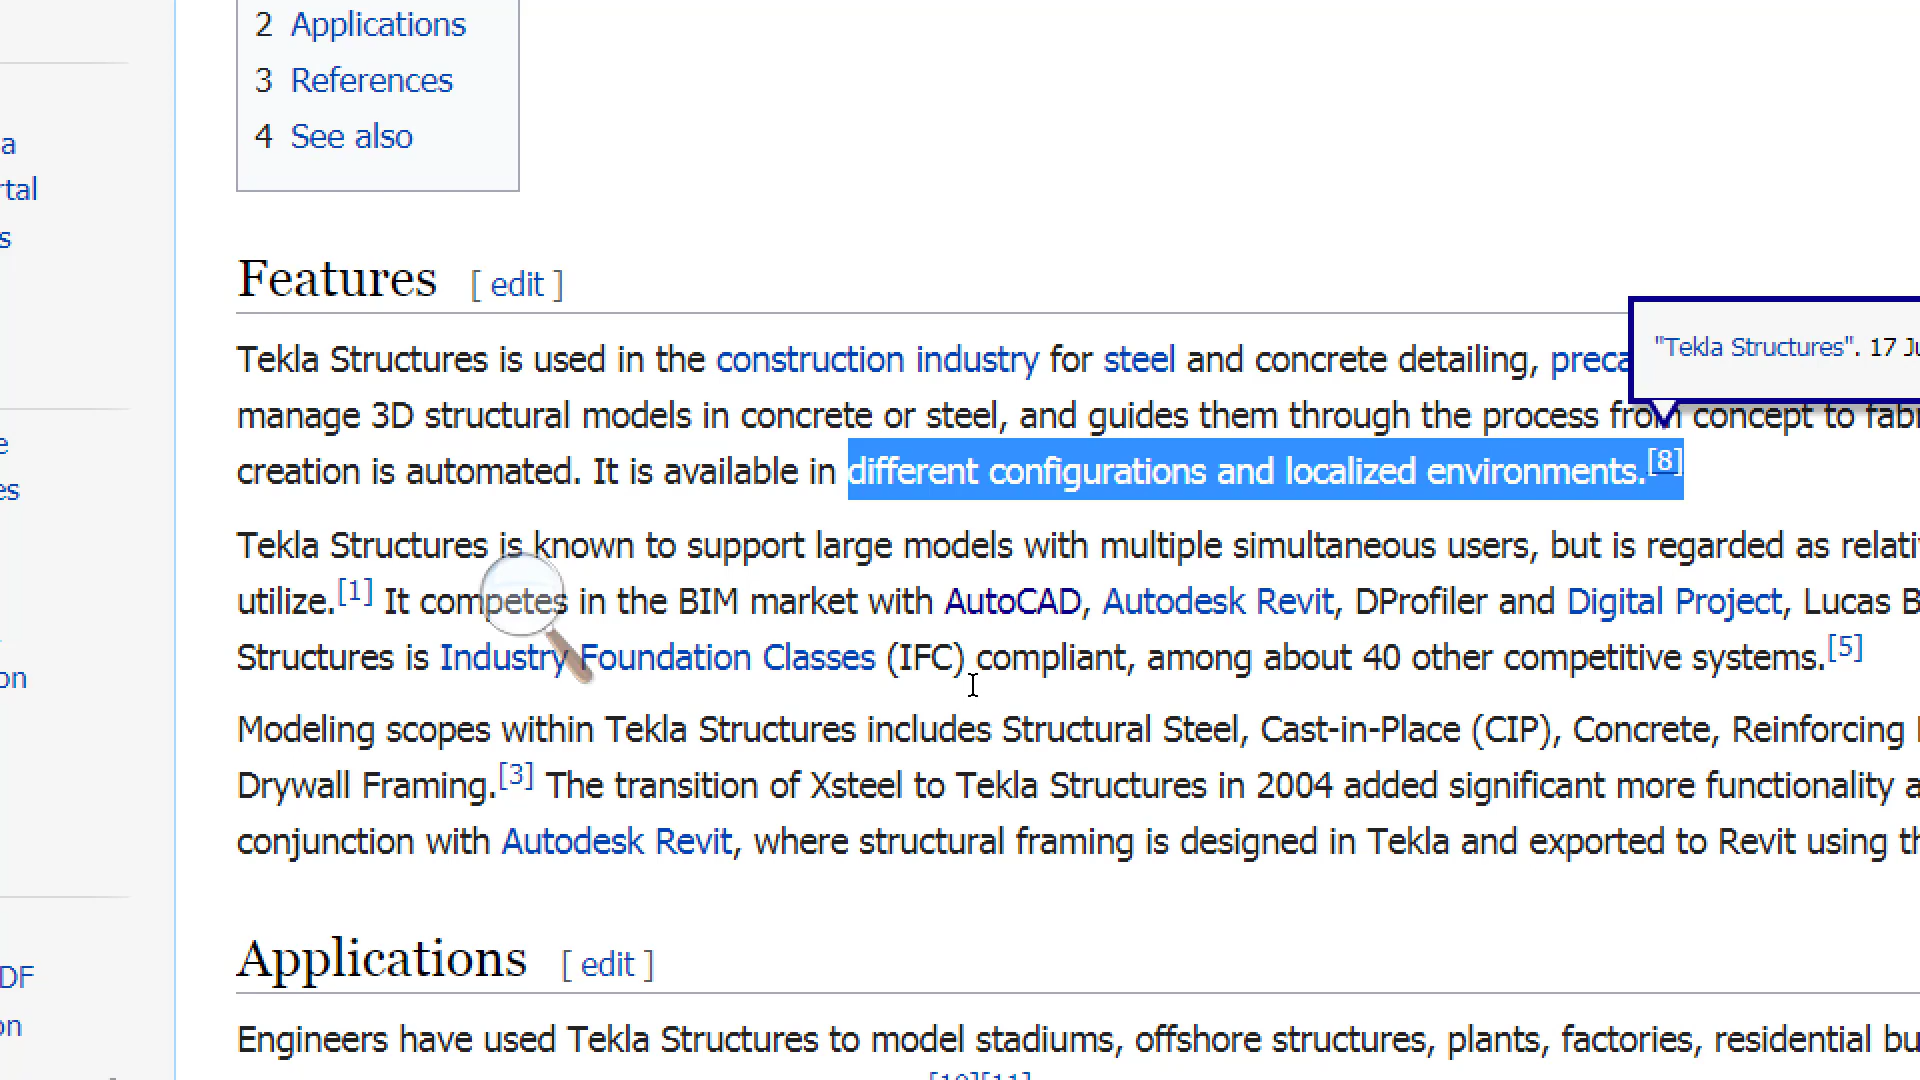 2 Applications
3 References
4 See also
a
rtal
s
e
es
on
DF
on
Features [ edit ]
"Tekla Structures". 17 Ju
Tekla Structures is used in the construction industry for steel and concrete detailing, preca
manage 3D structural models in concrete or steel, and guides them through the process from concept to fabr
creation is automated. It is available in different configurations and localized environments.[8]
Tekla Structures is known to support large models with multiple simultaneous users, but is regarded as relati
utilize.[1] It competes in the BIM market with AutoCAD, Autodesk Revit, DProfiler and Digital Project, Lucas B
Structures is Industry Foundation Classes (IFC) compliant, among about 40 other competitive systems.[5]
Modeling scopes within Tekla Structures includes Structural Steel, Cast-in-Place (CIP), Concrete, Reinforcing
Drywall Framing.[3] The transition of Xsteel to Tekla Structures in 2004 added significant more functionality a
conjunction with Autodesk Revit, where structural framing is designed in Tekla and exported to Revit using th
Applications [ edit ]
Engineers have used Tekla Structures to model stadiums, offshore structures, plants, factories, residential bu
[10][11]